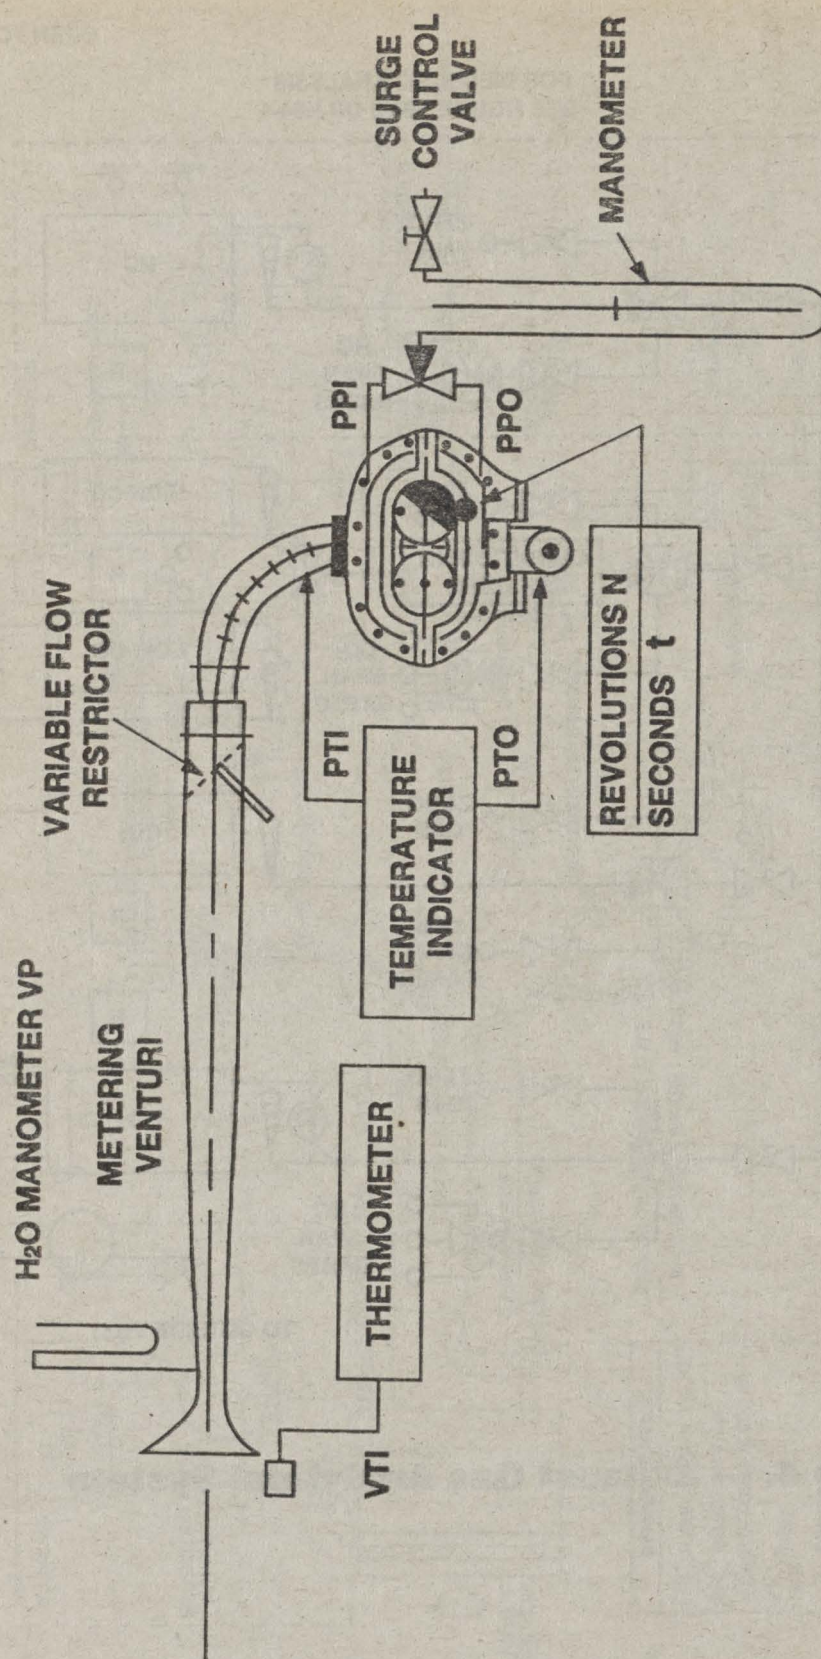 H₂O MANOMETER VP
METERING
VENTURI
VARIABLE FLOW
RESTRICTOR
SURGE
CONTROL
VALVE
MANOMETER
PPI
PPO
PTI
PTO
TEMPERATURE
INDICATOR
THERMOMETER
VTI
REVOLUTIONS N
SECONDS t